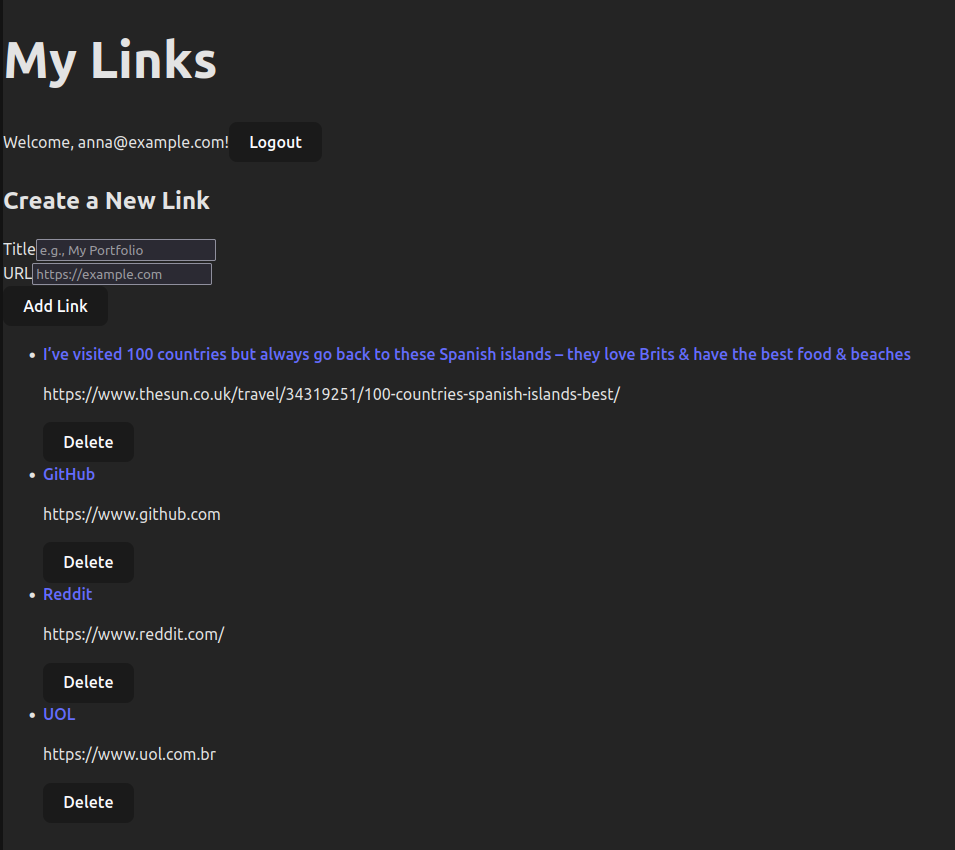 My Links
Welcome, anna@example.com! Logout
Create a New Link
Title e.g., My Portfolio
URL https://example.com
Add Link
• I’ve visited 100 countries but always go back to these Spanish islands – they love Brits & have the best food & beaches
https://www.thesun.co.uk/travel/34319251/100-countries-spanish-islands-best/
Delete
• GitHub
https://www.github.com
Delete
• Reddit
https://www.reddit.com/
Delete
• UOL
https://www.uol.com.br
Delete